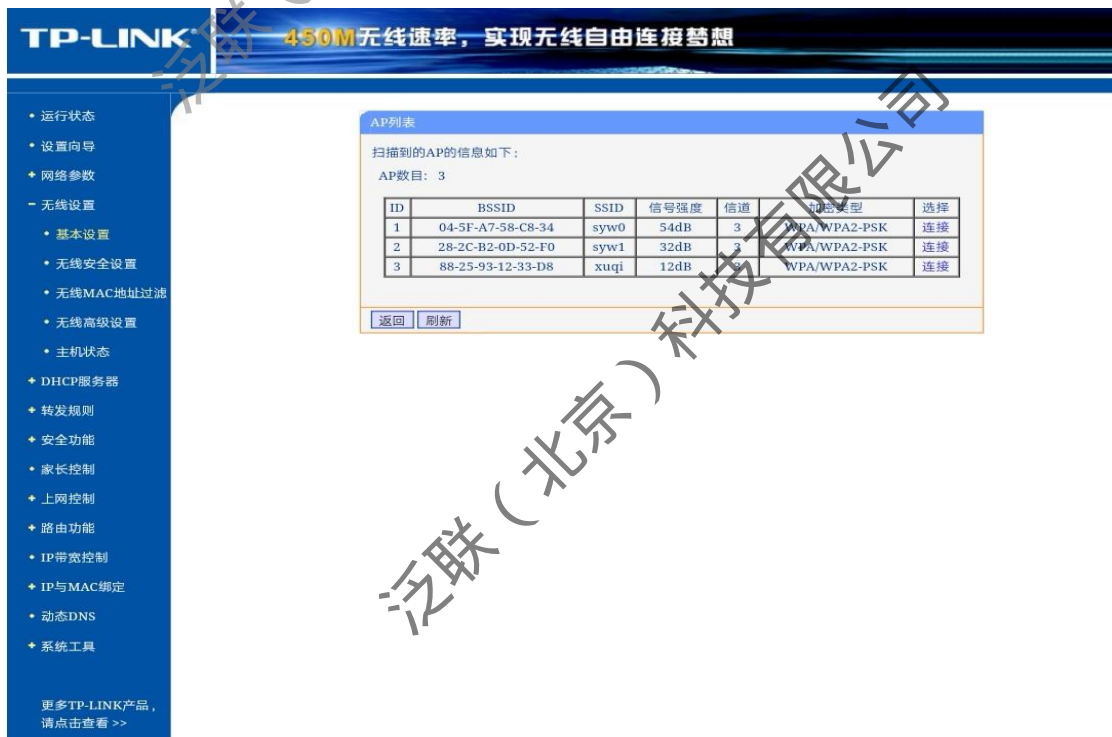 TP-LINK
450M无线速率，实现无线自由连接梦想
• 运行状态
• 设置向导
+ 网络参数
- 无线设置
• 基本设置
• 无线安全设置
• 无线MAC地址过滤
• 无线高级设置
• 主机状态
+ DHCP服务器
+ 转发规则
+ 安全功能
• 家长控制
+ 上网控制
+ 路由功能
• IP带宽控制
+ IP与MAC绑定
• 动态DNS
+ 系统工具
更多TP-LINK产品，
请点击查看 >>
AP列表
扫描到的AP的信息如下：
AP数目: 3
ID BSSID SSID 信号强度 信道 加密类型 选择
1 04-5F-A7-58-C8-34 syw0 54dB 3 WPA/WPA2-PSK 连接
2 28-2C-B2-0D-52-F0 syw1 32dB 3 WPA/WPA2-PSK 连接
3 88-25-93-12-33-D8 xuqi 12dB 3 WPA/WPA2-PSK 连接
返回 刷新
泛联（北京）科技有限公司
泛联（